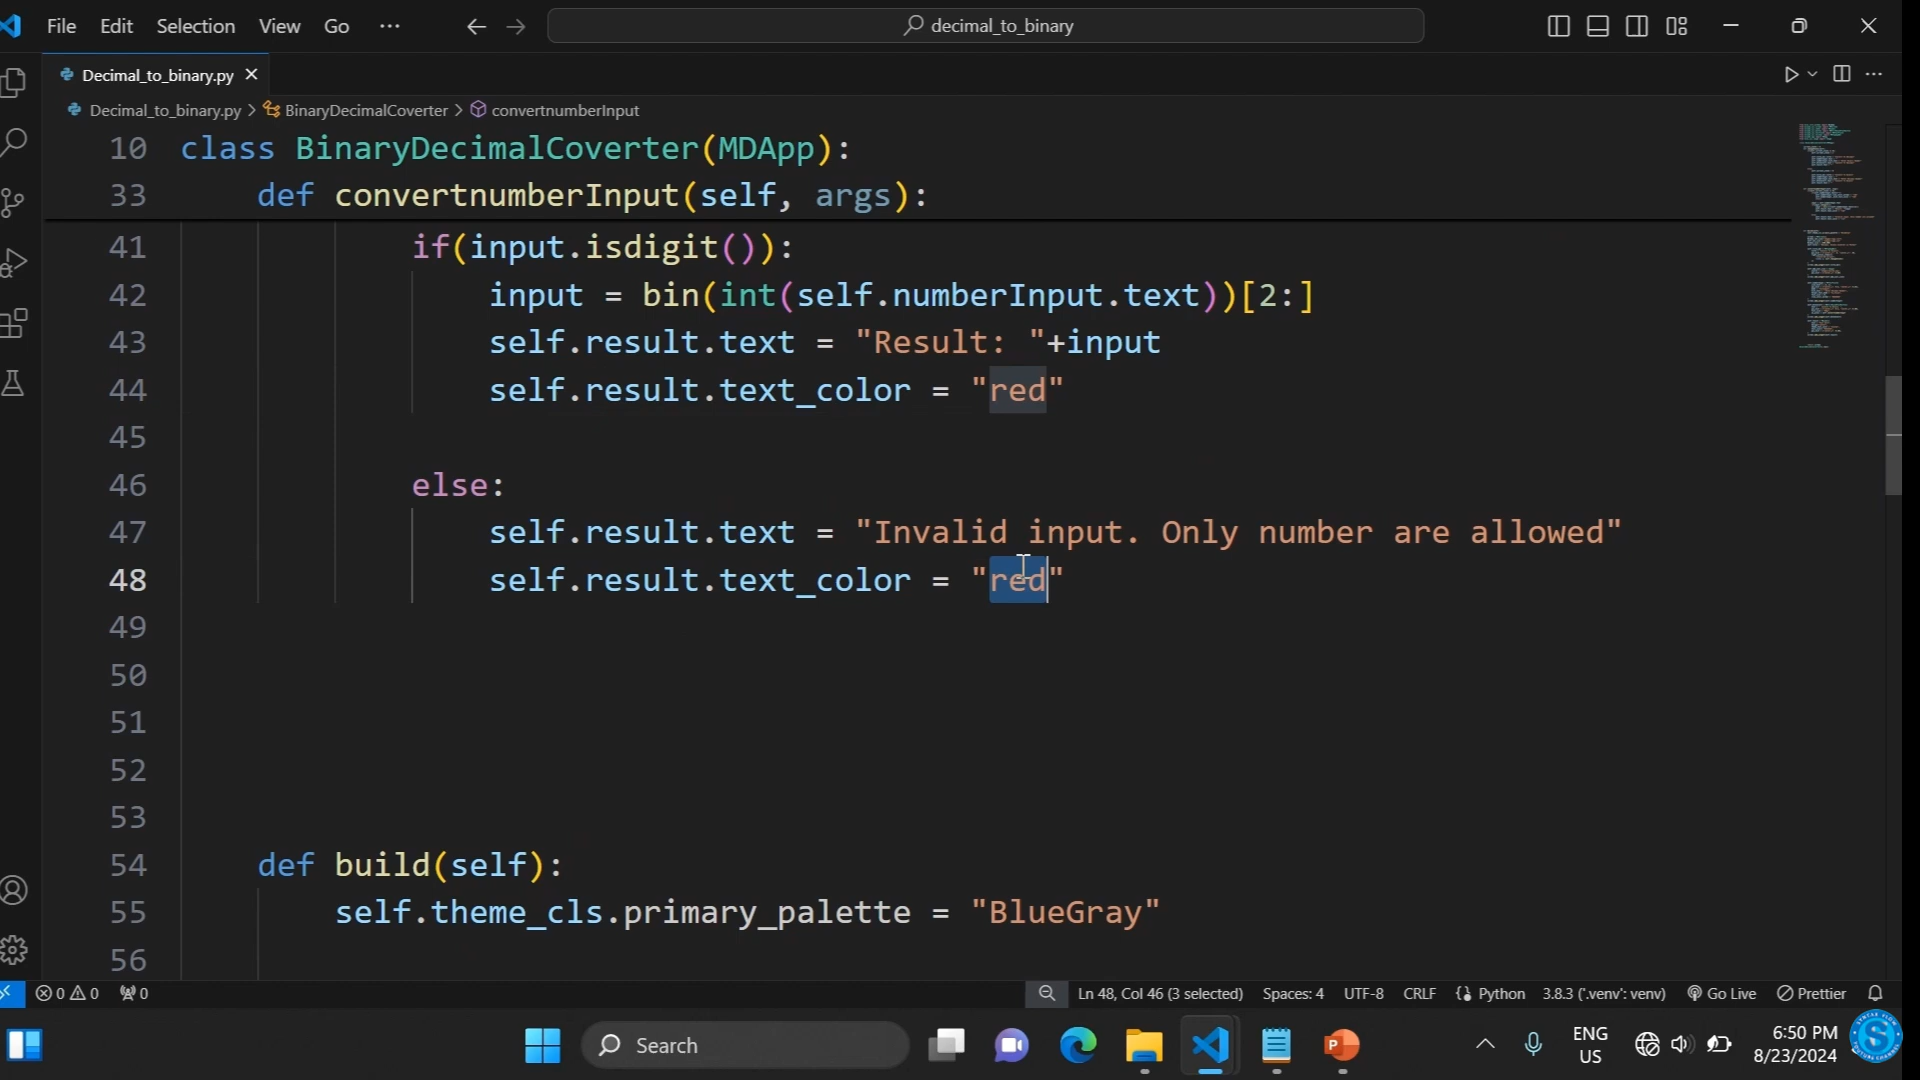 File Edit Selection View Go ··· decimal_to_binary
Decimal_to_binary.py
Decimal_to_binary.py > BinaryDecimalCoverter > convertnumberInput
10 class BinaryDecimalCoverter(MDApp):
33 def convertnumberInput(self, args):
41 if(input.isdigit()):
42 input = bin(int(self.numberInput.text))[2:]
43 self.result.text = "Result: "+input
44 self.result.text_color = "red"
45
46 else:
47 self.result.text = "Invalid input. Only number are allowed"
48 self.result.text_color = "red"
49
50
51
52
53
54 def build(self):
55 self.theme_cls.primary_palette = "BlueGray"
56
0 0 0 Ln 48, Col 46 (3 selected) Spaces: 4 UTF-8 CRLF Python 3.8.3 ('.venv': venv) Go Live Prettier
Search ENG US 6:50 PM 8/23/2024